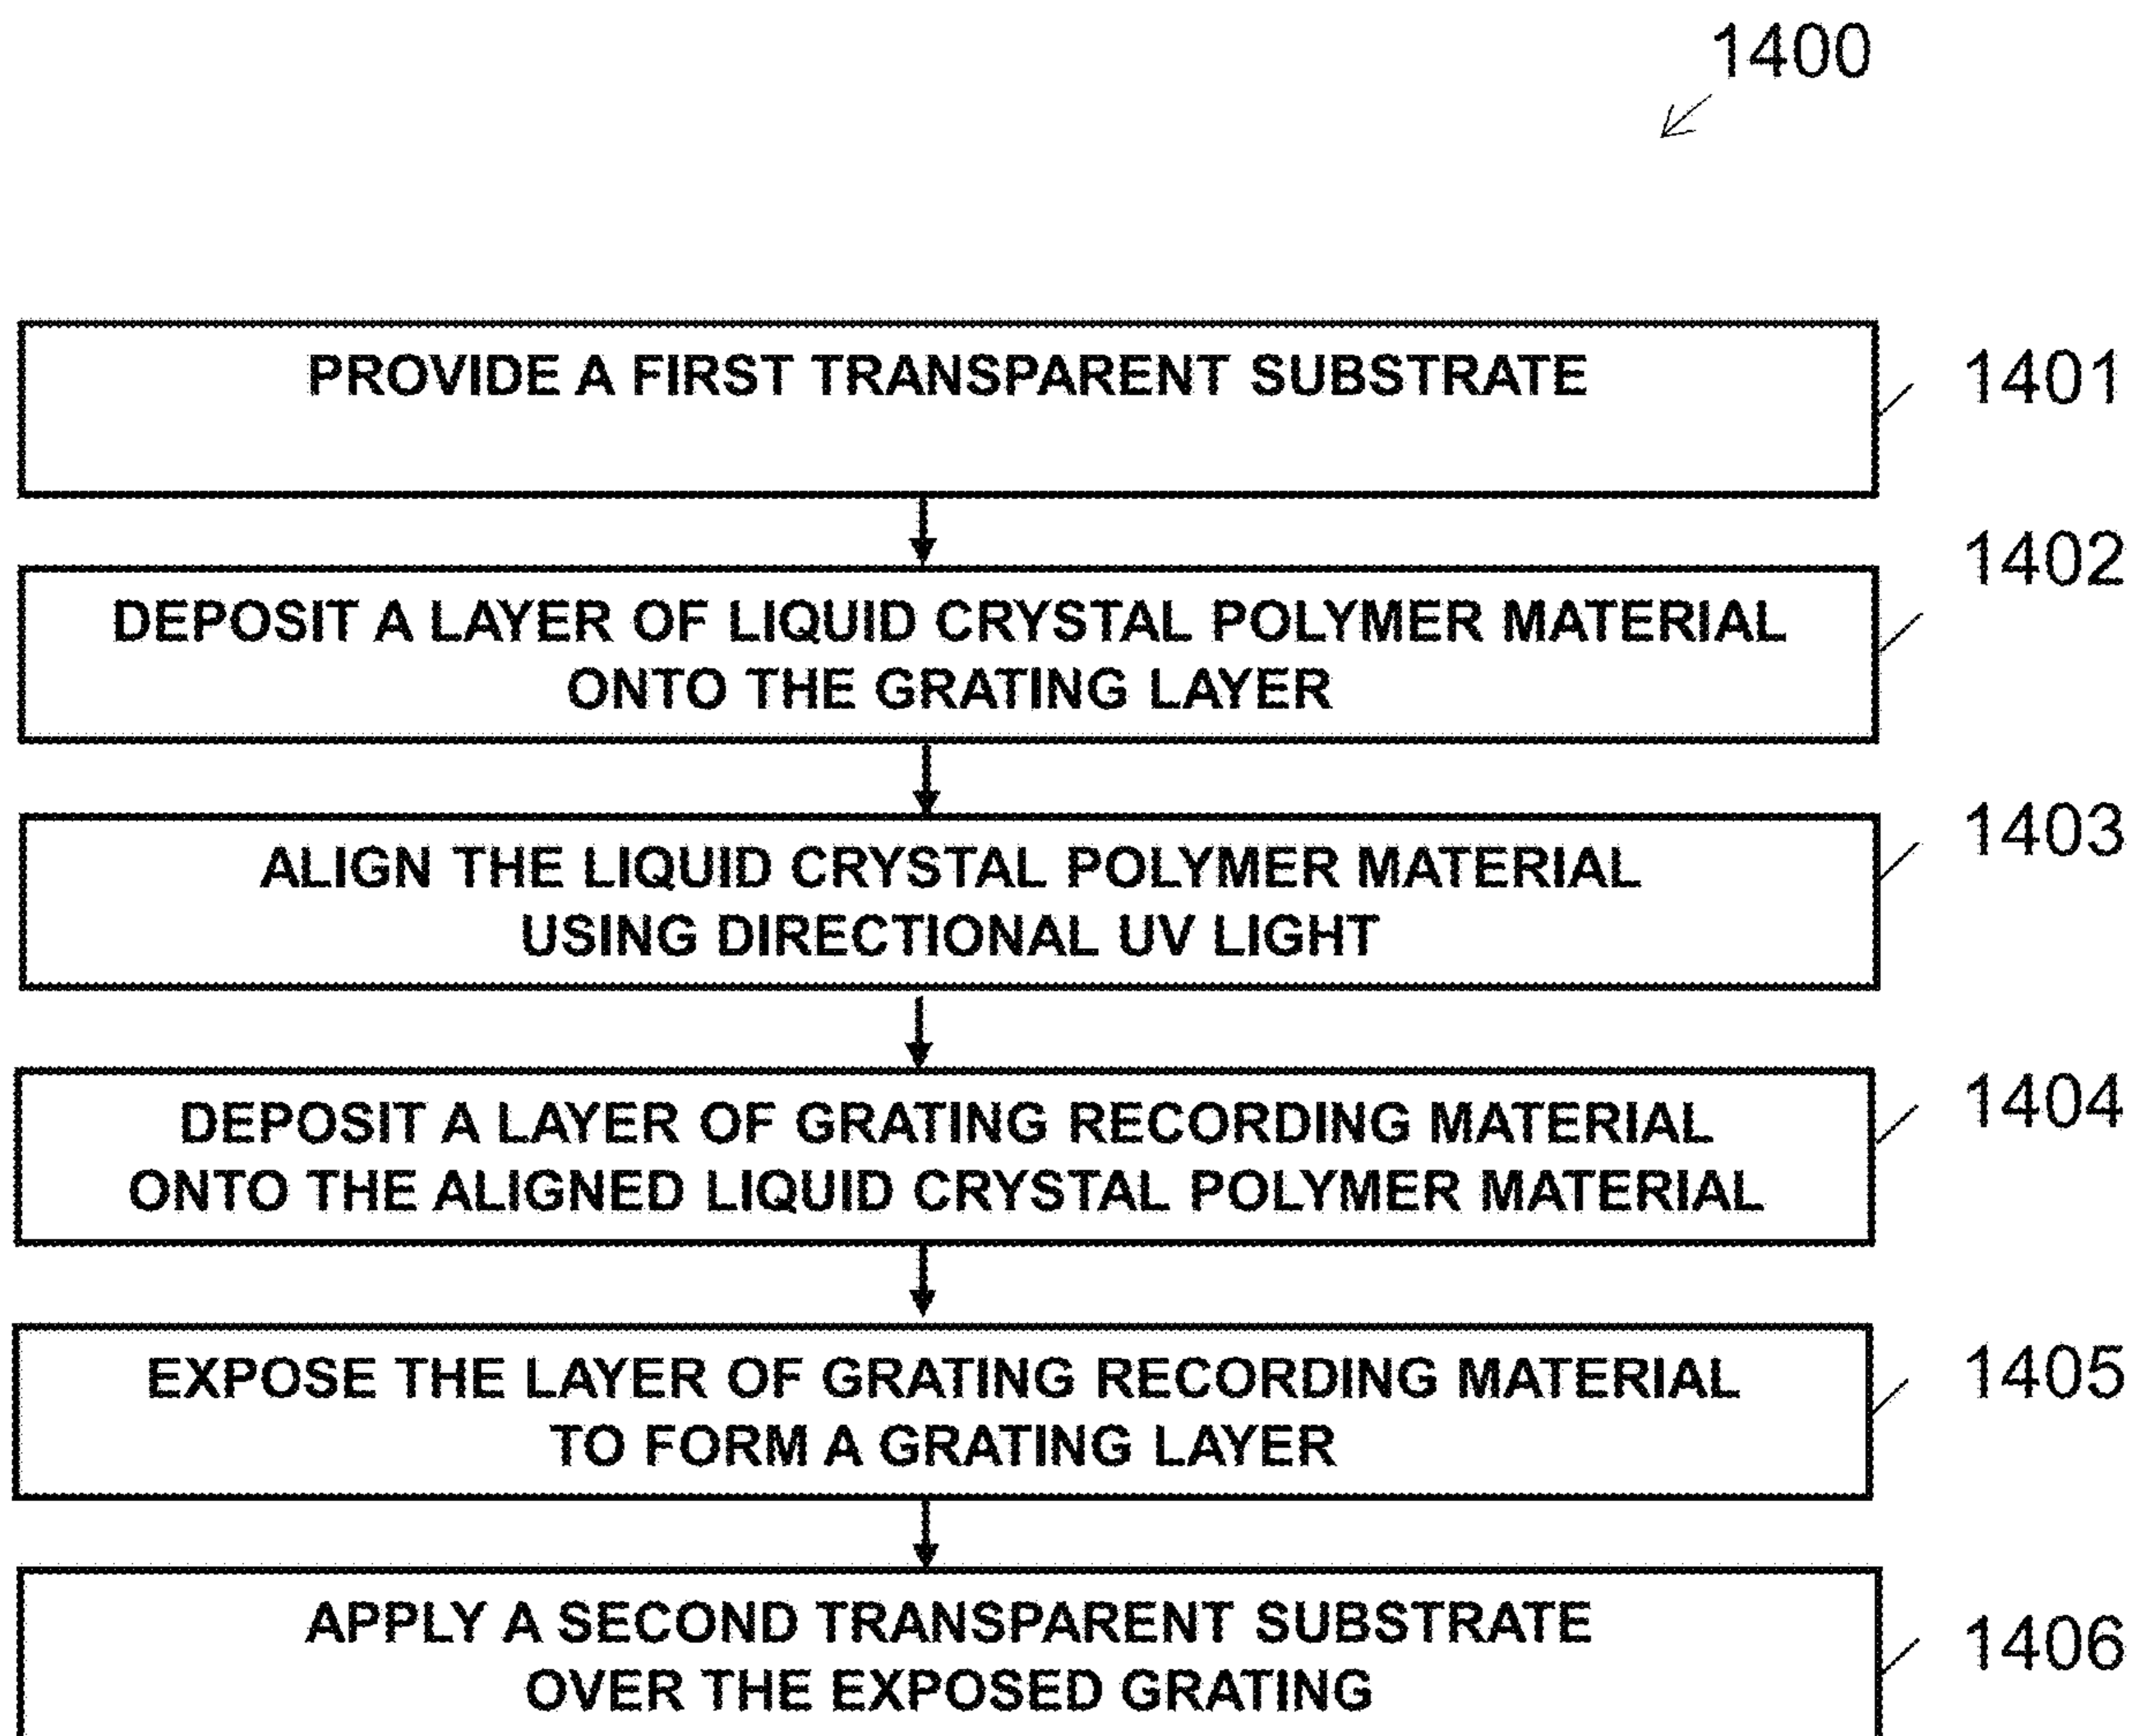 1400
PROVIDE A FIRST TRANSPARENT SUBSTRATE
1401
DEPOSIT A LAYER OF LIQUID CRYSTAL POLYMER MATERIAL
ONTO THE GRATING LAYER
1402
ALIGN THE LIQUID CRYSTAL POLYMER MATERIAL
USING DIRECTIONAL UV LIGHT
1403
DEPOSIT A LAYER OF GRATING RECORDING MATERIAL
ONTO THE ALIGNED LIQUID CRYSTAL POLYMER MATERIAL
1404
EXPOSE THE LAYER OF GRATING RECORDING MATERIAL
TO FORM A GRATING LAYER
1405
APPLY A SECOND TRANSPARENT SUBSTRATE
OVER THE EXPOSED GRATING
1406